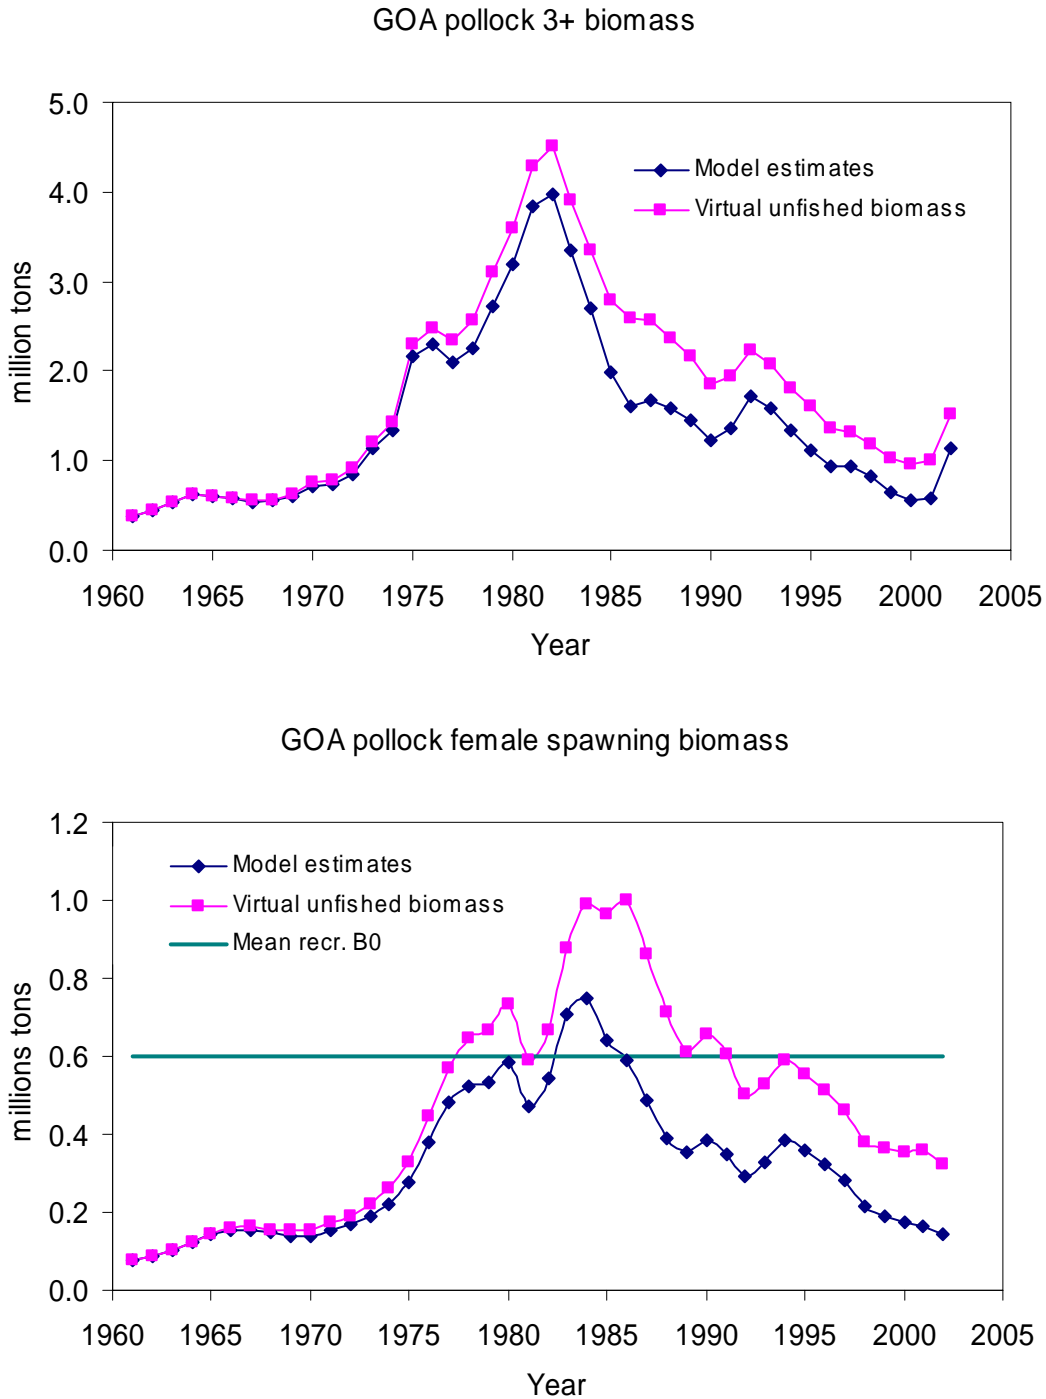 GOA pollock 3+ biomass
5.0
4.0
3.0
2.0
1.0
0.0
million tons
Model estimates
Virtual unfished biomass
1960 1965 1970 1975 1980 1985 1990 1995 2000 2005
Year
GOA pollock female spawning biomass
1.2
1.0
0.8
0.6
0.4
0.2
0.0
millions tons
Model estimates
Virtual unfished biomass
Mean recr. B0
1960 1965 1970 1975 1980 1985 1990 1995 2000 2005
Year